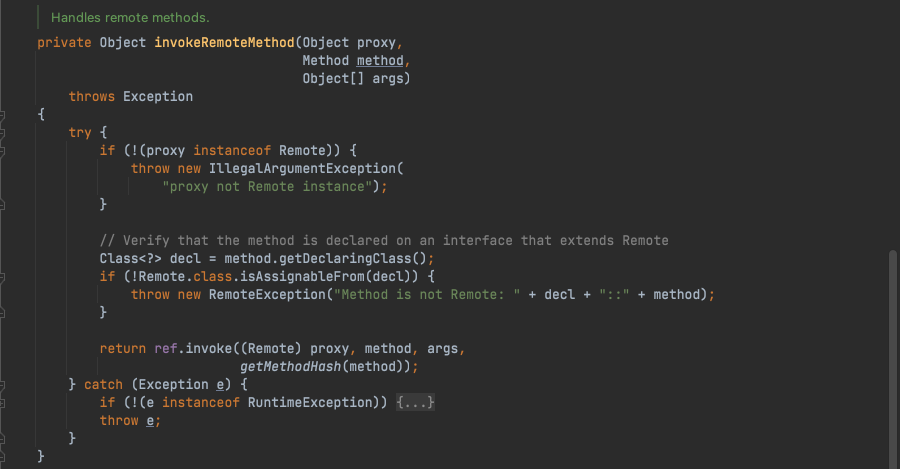 Handles remote methods.
private Object invokeRemoteMethod(Object proxy,
Method method,
Object[] args)
throws Exception
{
try {
if (!(proxy instanceof Remote)) {
throw new IllegalArgumentException(
"proxy not Remote instance");
}
// Verify that the method is declared on an interface that extends Remote
Class<?> decl = method.getDeclaringClass();
if (!Remote.class.isAssignableFrom(decl)) {
throw new RemoteException("Method is not Remote: " + decl + "::" + method);
}
return ref.invoke((Remote) proxy, method, args,
getMethodHash(method));
} catch (Exception e) {
if (!(e instanceof RuntimeException)) {...}
throw e;
}
}